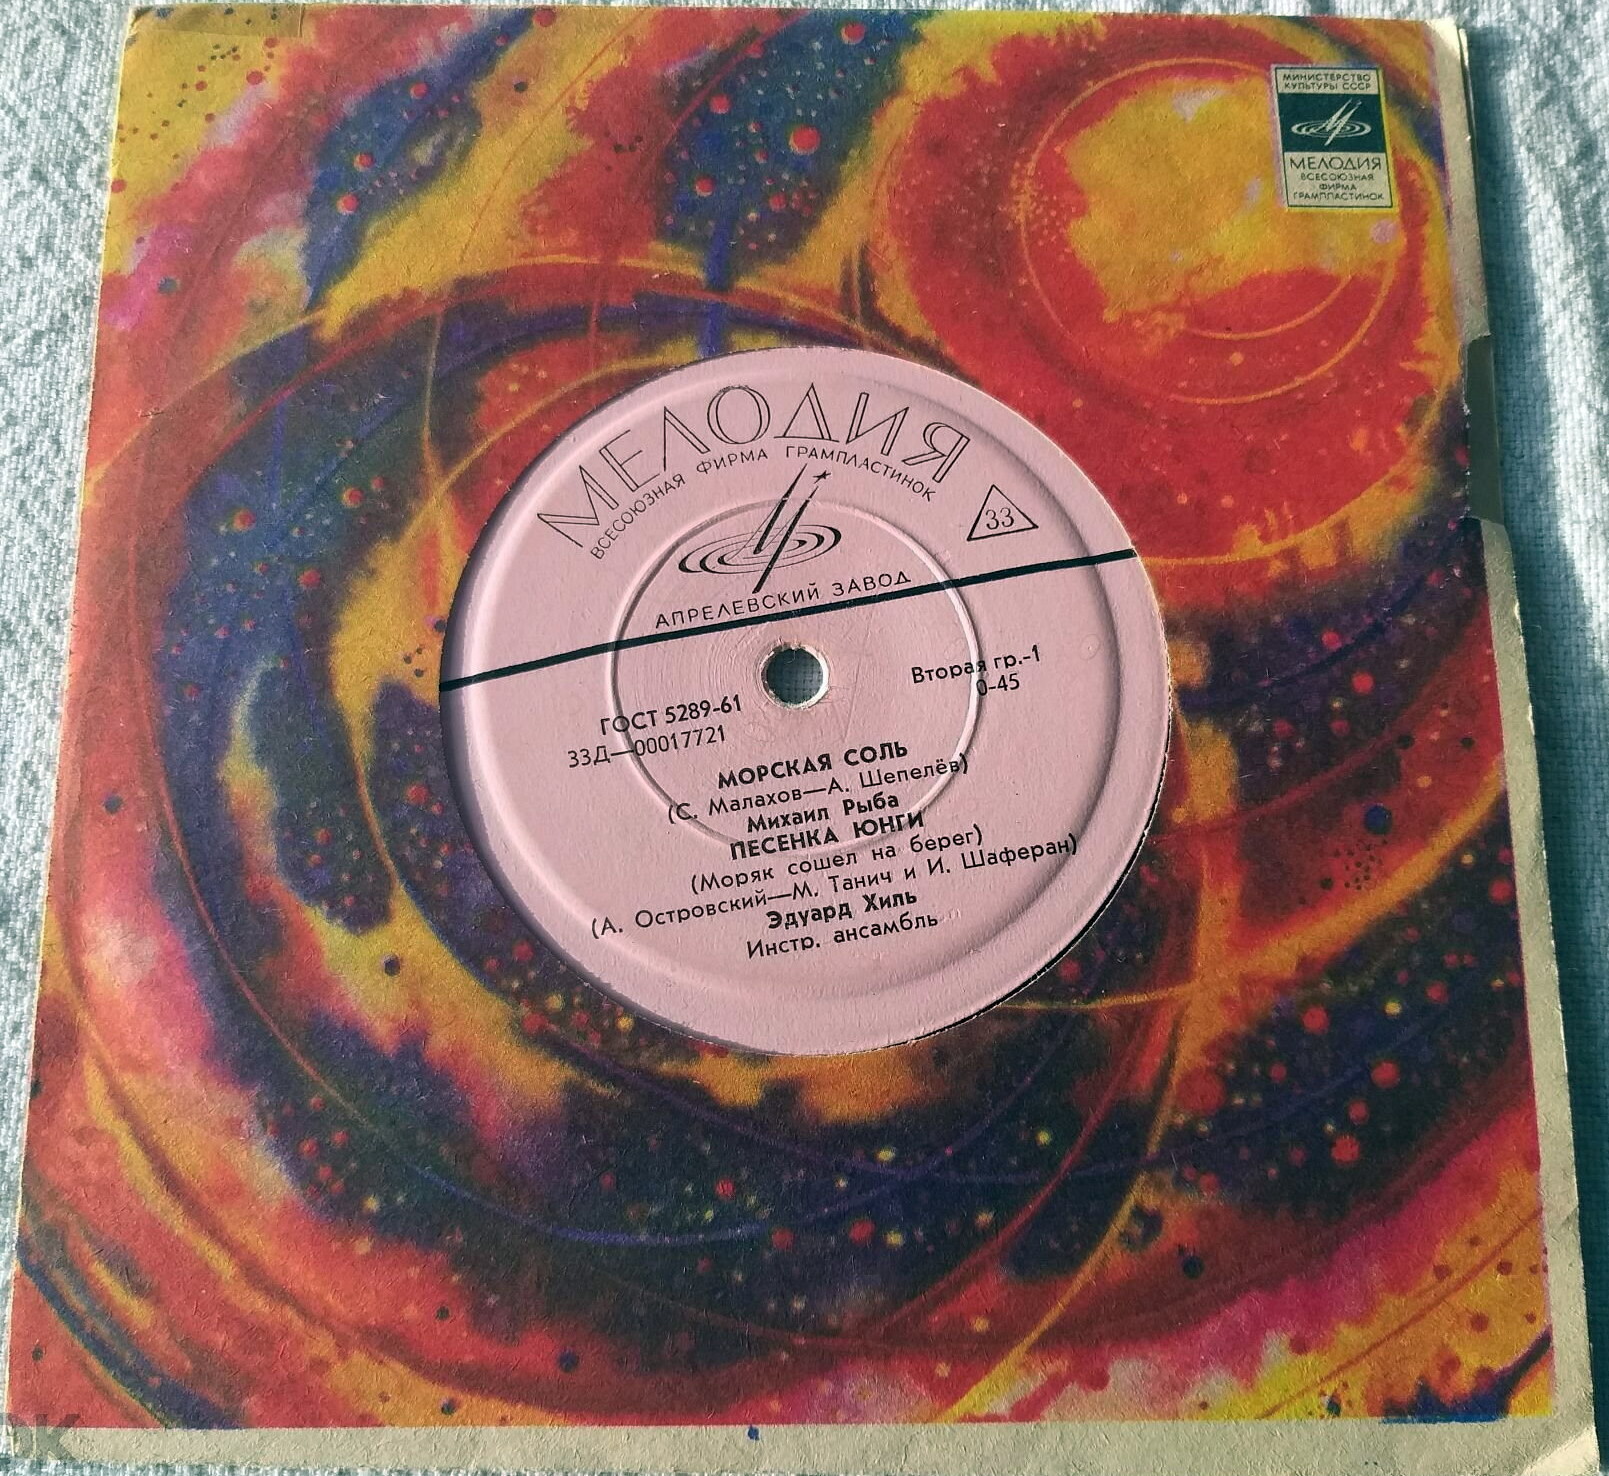 МИНИСТЕРСТВО
КУЛЬТУРЫ СССР
МЕЛОДИЯ
ВСЕСОЮЗНАЯ
ФИРМА
ГРАМПЛАСТИНОК
МЕЛОДИЯ
ВСЕСОЮЗНАЯ ФИРМА ГРАМПЛАСТИНОК
33
АПРЕЛЕВСКИЙ ЗАВОД
ГОСТ 5289-61
33Д—00017721
Вторая гр.-1
0-45
МОРСКАЯ СОЛЬ
(С. Малахов—А. Шепелёв)
Михаил Рыба
ПЕСЕНКА ЮНГИ
(Моряк сошел на берег)
(А. Островский—М. Танич и И. Шаферан)
Эдуард Хиль
Инстр. ансамбль